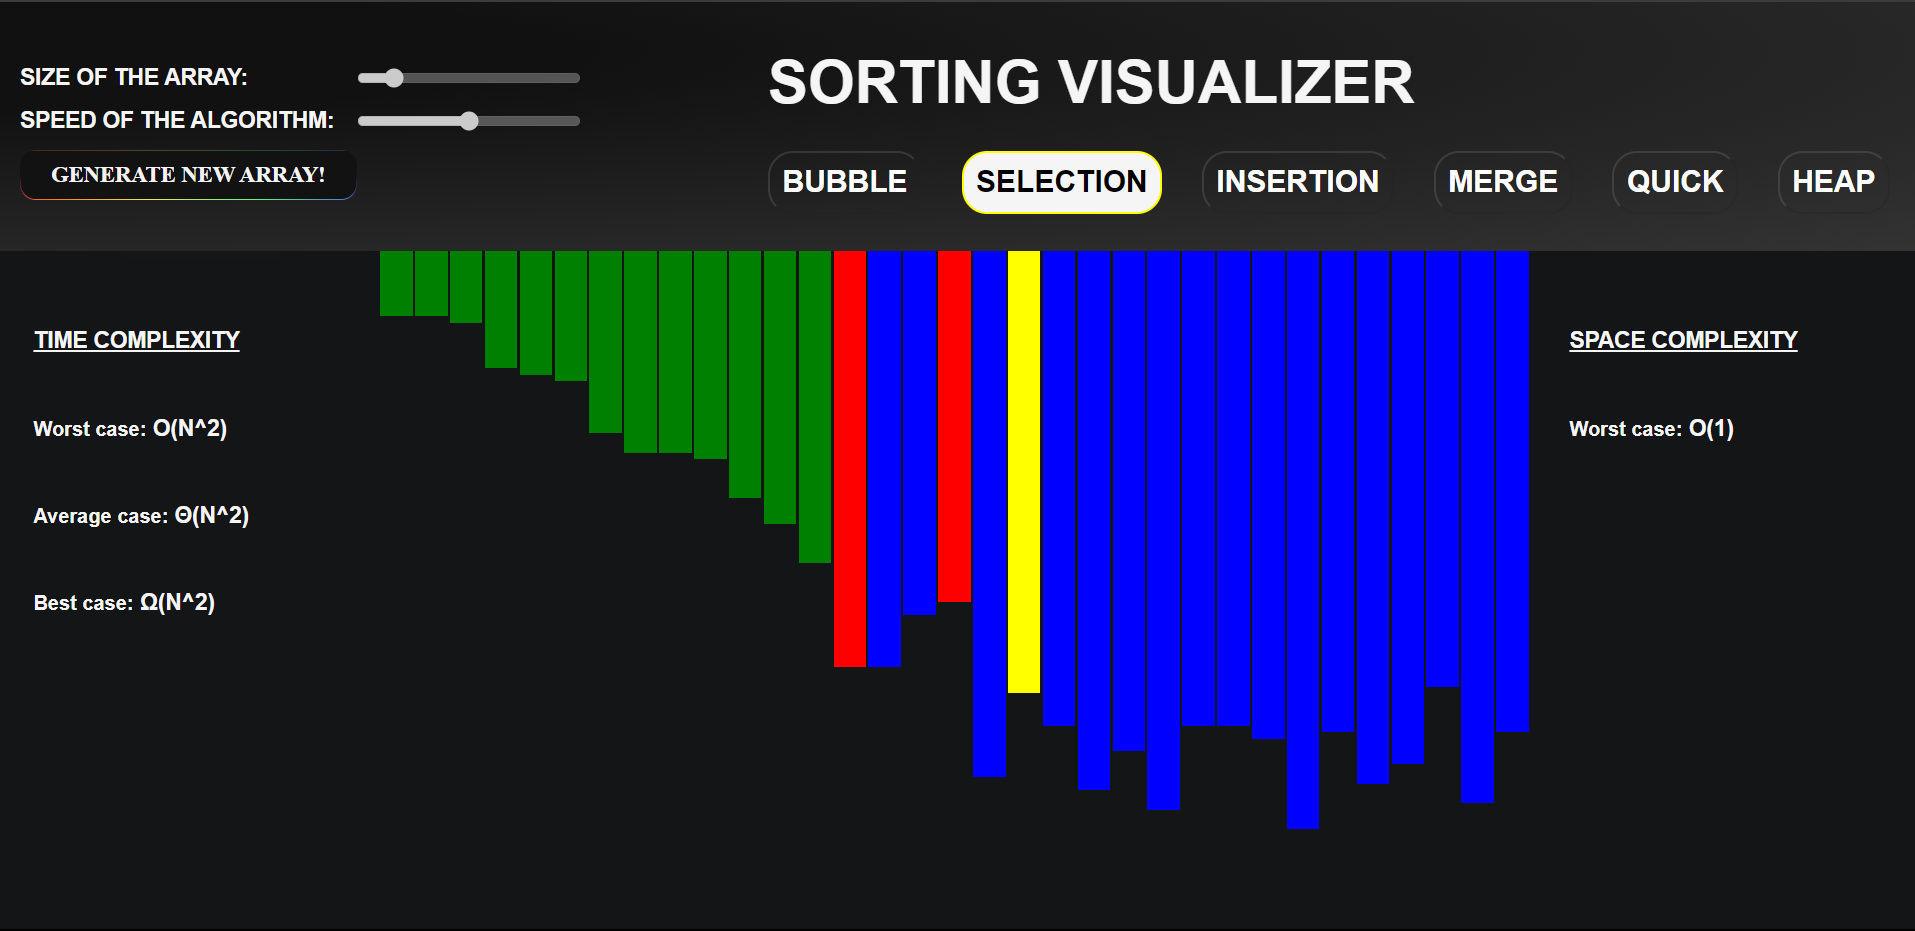 SIZE OF THE ARRAY:
SPEED OF THE ALGORITHM:
GENERATE NEW ARRAY!
SORTING VISUALIZER
BUBBLE
SELECTION
INSERTION
MERGE
QUICK
HEAP
TIME COMPLEXITY
Worst case: O(N^2)
Average case: Θ(N^2)
Best case: Ω(N^2)
SPACE COMPLEXITY
Worst case: O(1)